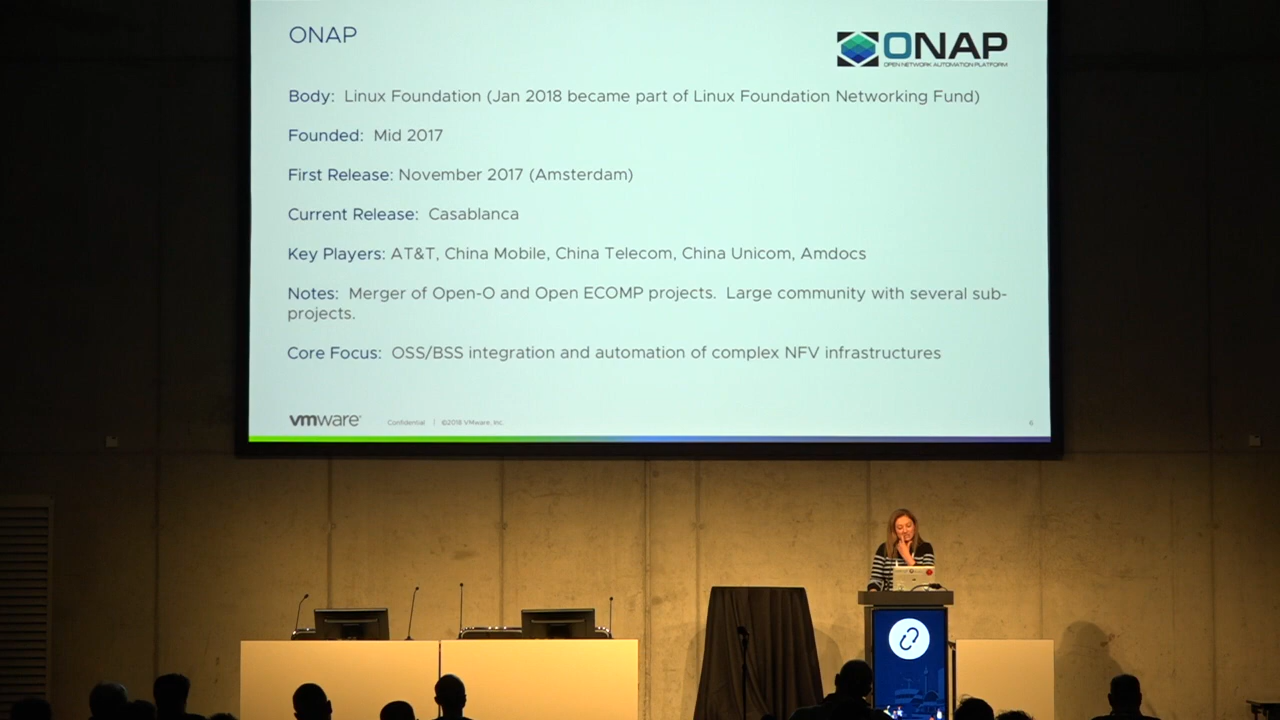 ONAP
ONAP
OPEN NETWORK AUTOMATION PLATFORM
Body: Linux Foundation (Jan 2018 became part of Linux Foundation Networking Fund)
Founded: Mid 2017
First Release: November 2017 (Amsterdam)
Current Release: Casablanca
Key Players: AT&T, China Mobile, China Telecom, China Unicom, Amdocs
Notes: Merger of Open-O and Open ECOMP projects. Large community with several sub-
projects.
Core Focus: OSS/BSS integration and automation of complex NFV infrastructures
vmware
Confidential | ©2018 VMware, Inc.
6